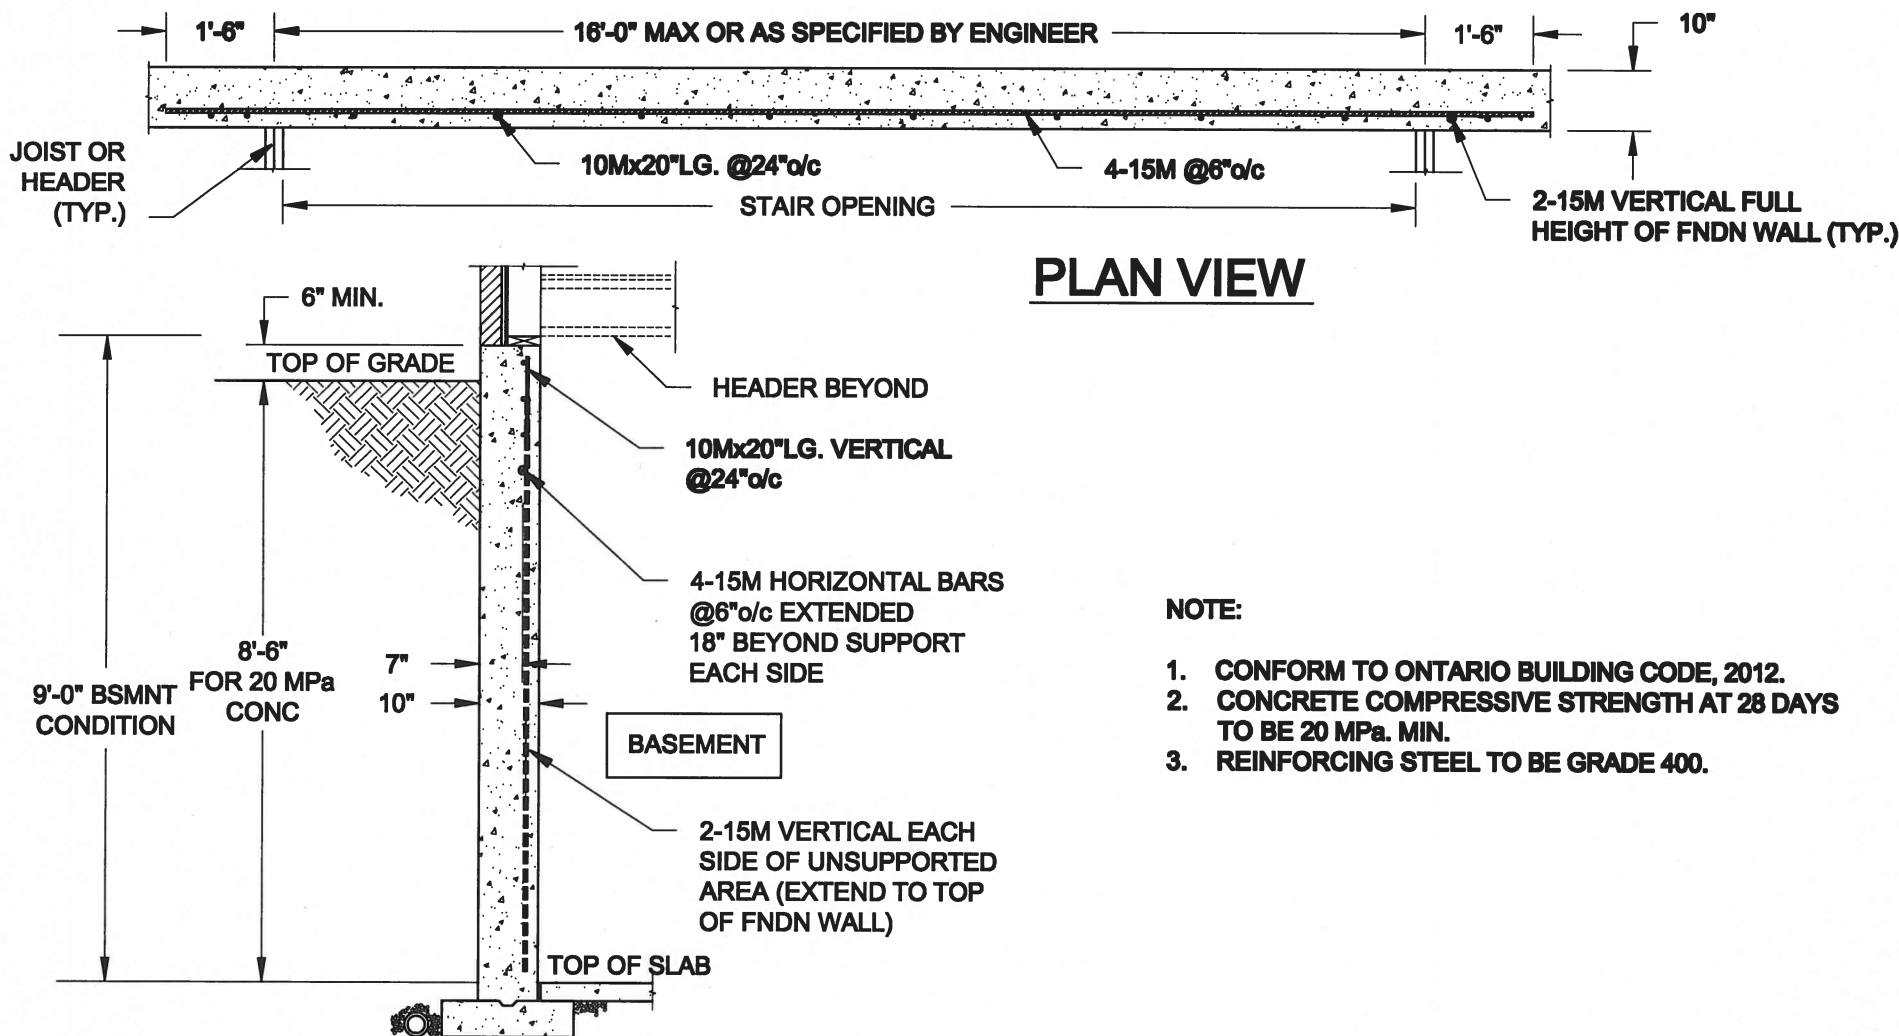 1'-6"
16'-0" MAX OR AS SPECIFIED BY ENGINEER
1'-6"
10"
JOIST OR
HEADER
(TYP.)
10Mx20"LG. @24"o/c
4-15M @6"o/c
STAIR OPENING
2-15M VERTICAL FULL
HEIGHT OF FNDN WALL (TYP.)
PLAN VIEW
6" MIN.
TOP OF GRADE
HEADER BEYOND
10Mx20"LG. VERTICAL
@24"o/c
4-15M HORIZONTAL BARS
@6"o/c EXTENDED
18" BEYOND SUPPORT
EACH SIDE
9'-0" BSMNT
CONDITION
8'-6"
FOR 20 MPa
CONC
7"
10"
BASEMENT
2-15M VERTICAL EACH
SIDE OF UNSUPPORTED
AREA (EXTEND TO TOP
OF FNDN WALL)
TOP OF SLAB
NOTE:
1. CONFORM TO ONTARIO BUILDING CODE, 2012.
2. CONCRETE COMPRESSIVE STRENGTH AT 28 DAYS
TO BE 20 MPa. MIN.
3. REINFORCING STEEL TO BE GRADE 400.